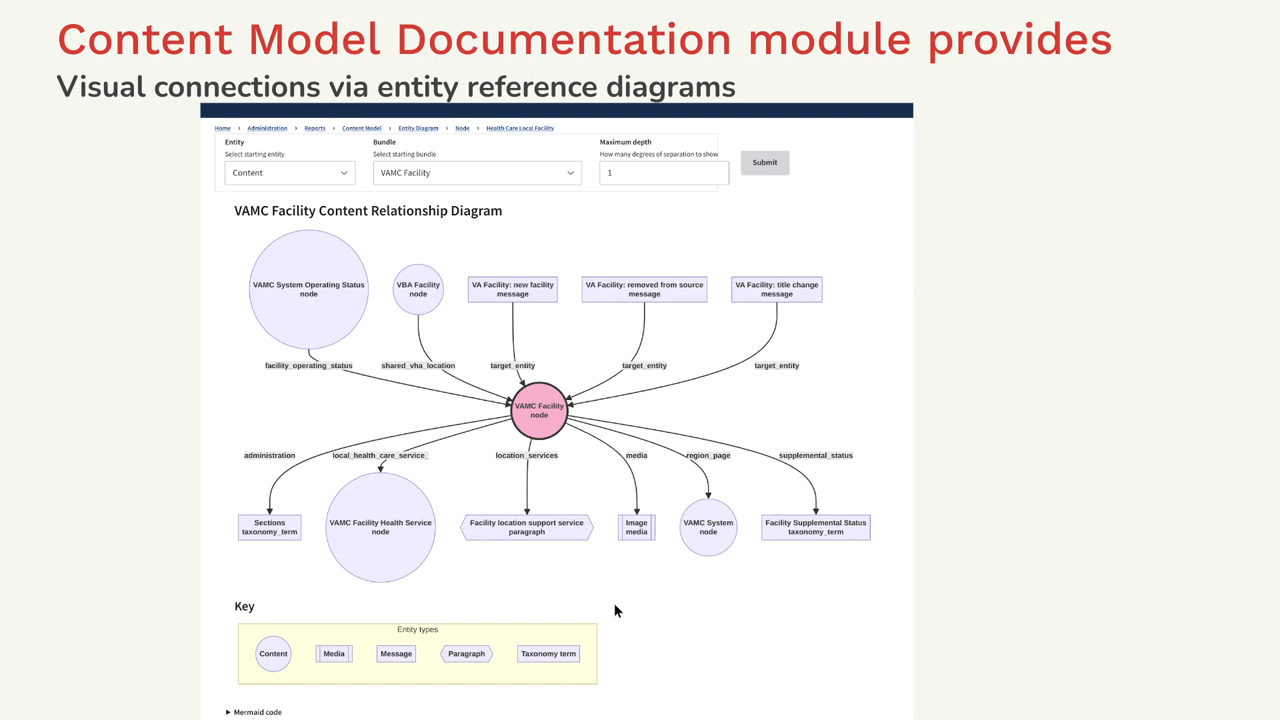 Content Model Documentation module provides
Visual connections via entity reference diagrams
Home › Administration › Reports › Content Model › Entity Diagram › Node › Health Care Local Facility
Entity Bundle Maximum depth
Select starting entity Select starting bundle How many degrees of separation to show
Content VAMC Facility 1 Submit
VAMC Facility Content Relationship Diagram
VAMC System Operating Status
node
VBA Facility
node
VA Facility: new facility
message
VA Facility: removed from source
message
VA Facility: title change
message
facility_operating_status shared_vha_location target_entity target_entity target_entity
VAMC Facility
node
administration local_health_care_service_ location_services media region_page supplemental_status
Sections
taxonomy_term
VAMC Facility Health Service
node
Facility location support service
paragraph
Image
media
VAMC System
node
Facility Supplemental Status
taxonomy_term
Key
Entity types
Content Media Message Paragraph Taxonomy term
▶ Mermaid code